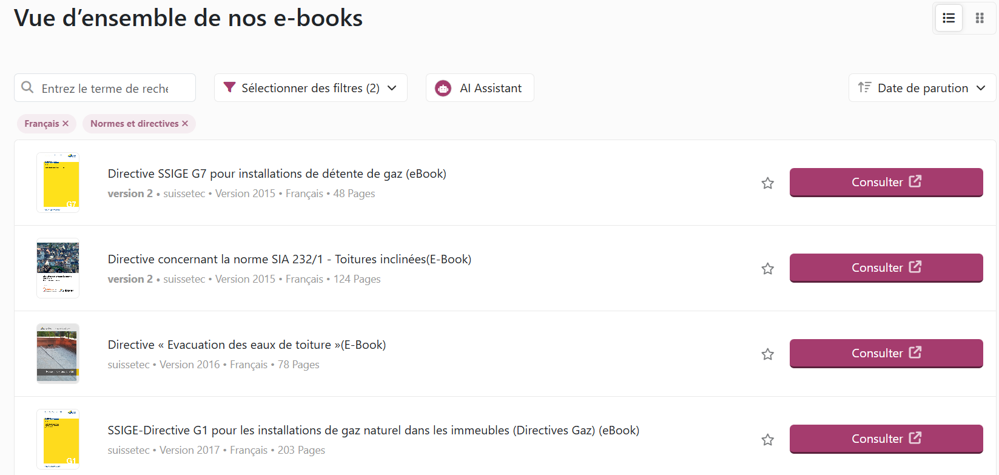 Vue d’ensemble de nos e-books
Entrez le terme de reche
Sélectionner des filtres (2)
AI Assistant
Date de parution
Français ✕
Normes et directives ✕
Directive SSIGE G7 pour installations de détente de gaz (eBook)
version 2 • suissetec • Version 2015 • Français • 48 Pages
Consulter
G7
Directive concernant la norme SIA 232/1 - Toitures inclinées(E-Book)
version 2 • suissetec • Version 2015 • Français • 124 Pages
Consulter
Directive « Evacuation des eaux de toiture »(E-Book)
suissetec • Version 2016 • Français • 78 Pages
Consulter
SSIGE-Directive G1 pour les installations de gaz naturel dans les immeubles (Directives Gaz) (eBook)
suissetec • Version 2017 • Français • 203 Pages
Consulter
G1